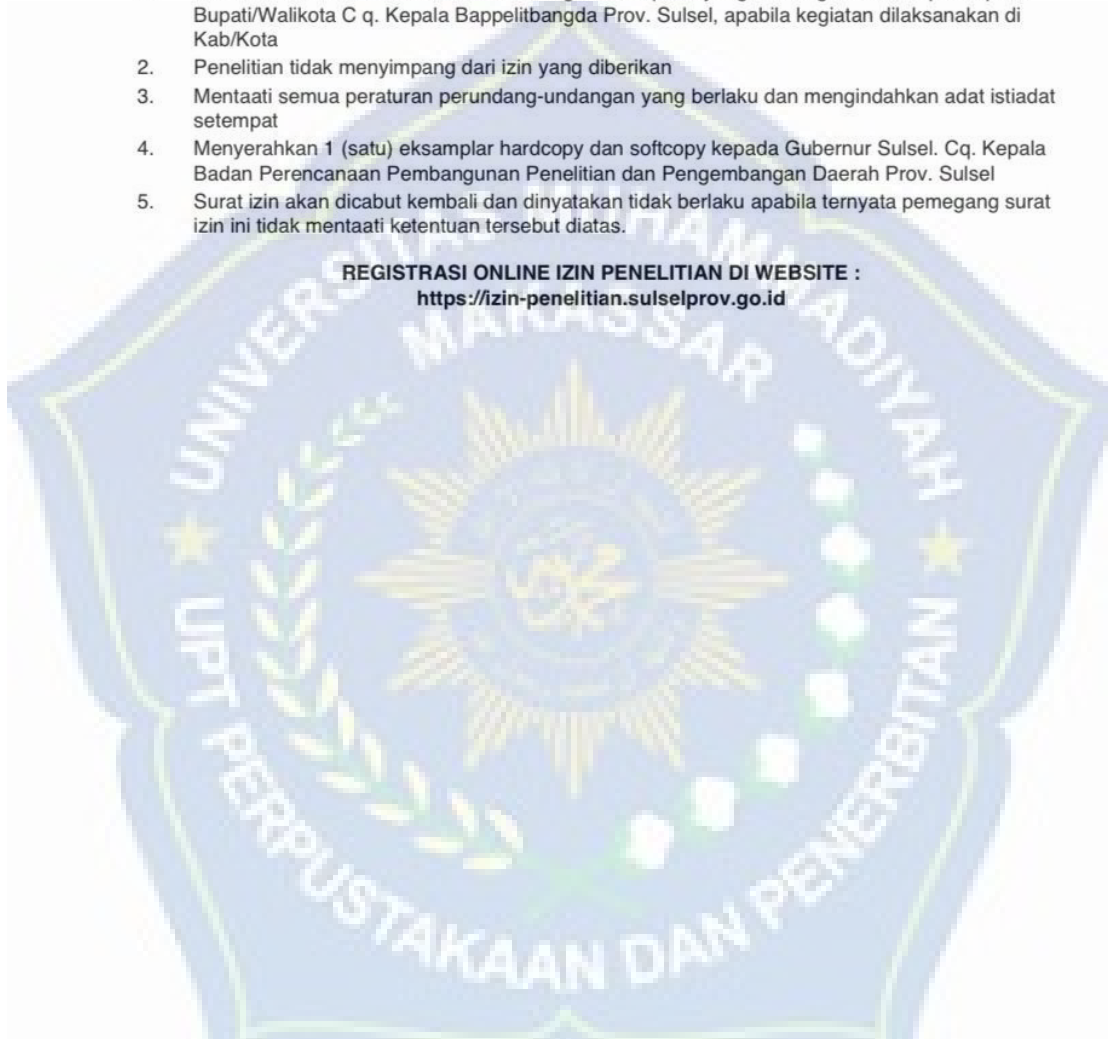 Bupati/Walikota C q. Kepala Bappelitbangda Prov. Sulsel, apabila kegiatan dilaksanakan di
Kab/Kota
2. Penelitian tidak menyimpang dari izin yang diberikan
3. Mentaati semua peraturan perundang-undangan yang berlaku dan mengindahkan adat istiadat
setempat
4. Menyerahkan 1 (satu) eksamplar hardcopy dan softcopy kepada Gubernur Sulsel. Cq. Kepala
Badan Perencanaan Pembangunan Penelitian dan Pengembangan Daerah Prov. Sulsel
5. Surat izin akan dicabut kembali dan dinyatakan tidak berlaku apabila ternyata pemegang surat
izin ini tidak mentaati ketentuan tersebut diatas.
REGISTRASI ONLINE IZIN PENELITIAN DI WEBSITE :
https://izin-penelitian.sulselprov.go.id
UNIVERSITAS MUHAMMADIYAH
MAKASSAR
UPT PERPUSTAKAAN DAN PENERBITAN